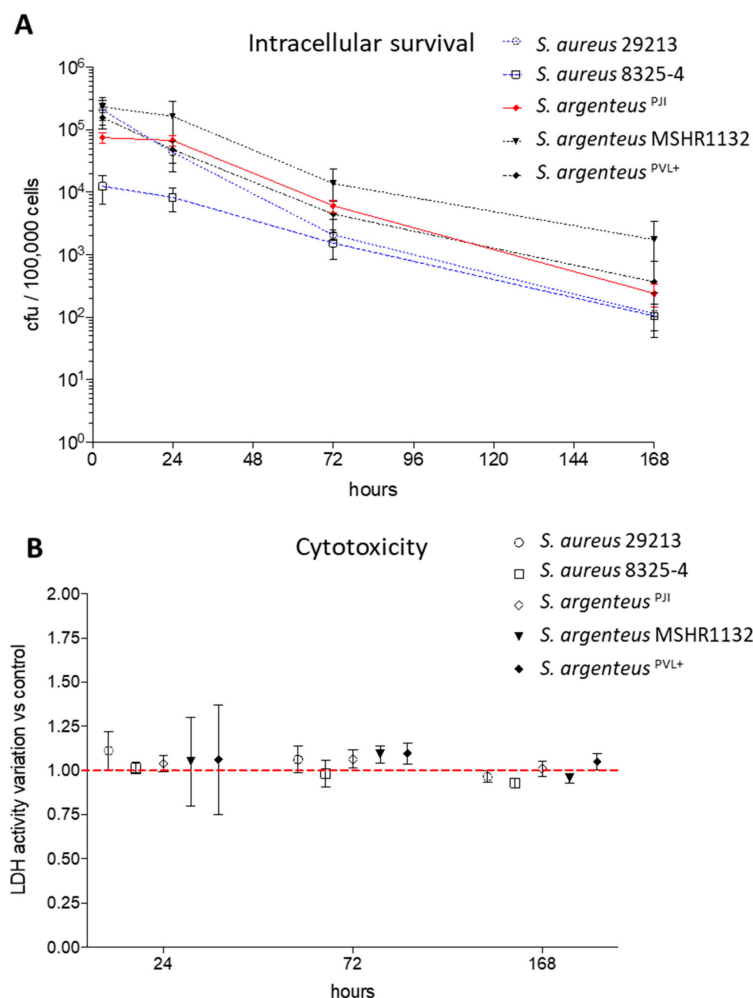 A
Intracellular survival
S. aureus 29213
S. aureus 8325-4
S. argenteus PJI
S. argenteus MSHR1132
S. argenteus PVL+
10⁶
10⁵
10⁴
10³
10²
10¹
10⁰
cfu / 100,000 cells
0 24 48 72 96 120 144 168
hours
B
Cytotoxicity
S. aureus 29213
S. aureus 8325-4
S. argenteus PJI
S. argenteus MSHR1132
S. argenteus PVL+
2.00
1.75
1.50
1.25
1.00
0.75
0.50
0.25
0.00
LDH activity variation vs control
24 72 168
hours